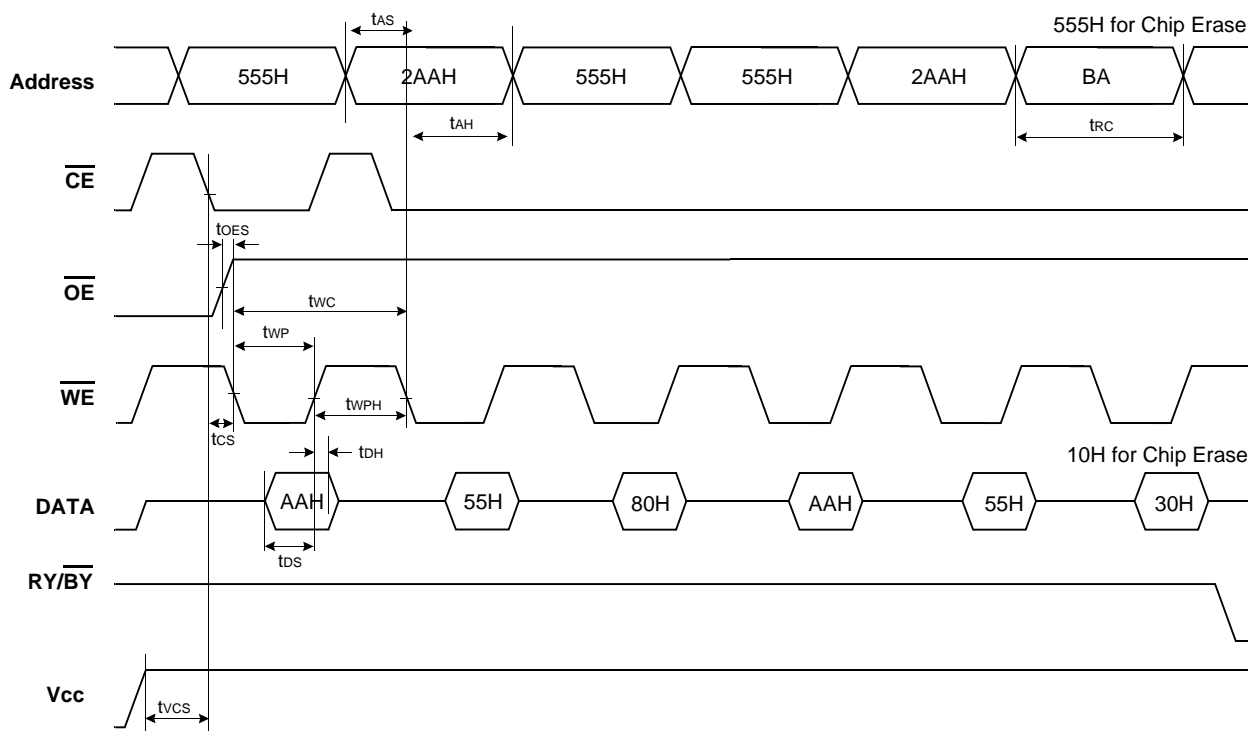 tAS
555H for Chip Erase
Address 555H 2AAH 555H 555H 2AAH BA
tAH tRC
CE
tOES
OE
tWC
tWP
WE
tWPH
tCS
tDH
10H for Chip Erase
DATA AAH 55H 80H AAH 55H 30H
tDS
RY/BY
Vcc
tVCS